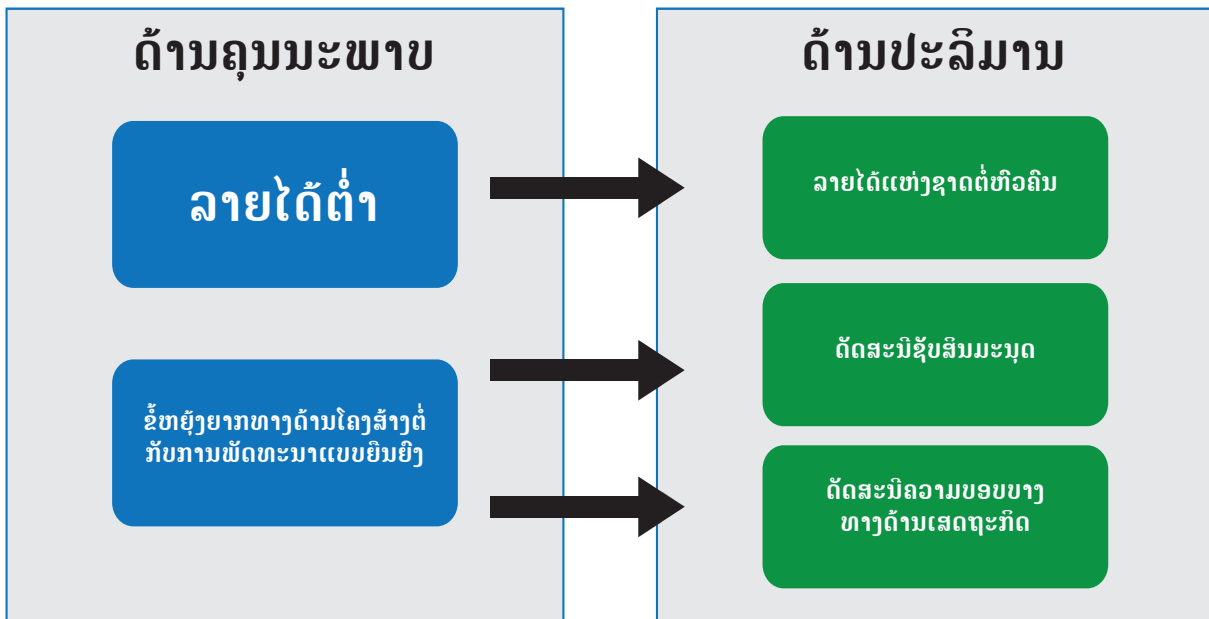 ດ້ານຄຸນນະພາບ
ລາຍໄດ້ຕ່ຳ
ຂໍ້ຫຍຸ້ງຍາກທາງດ້ານໂຄງສ້າງຕໍ່
ກັບການພັດທະນາແບບຍືນຍົງ
ດ້ານປະລິມານ
ລາຍໄດ້ແຫ່ງຊາດຕໍ່ຫົວຄົນ
ດັດສະນີຊັບສິນມະນຸດ
ດັດສະນີຄວາມບອບບາງ
ທາງດ້ານເສດຖະກິດ